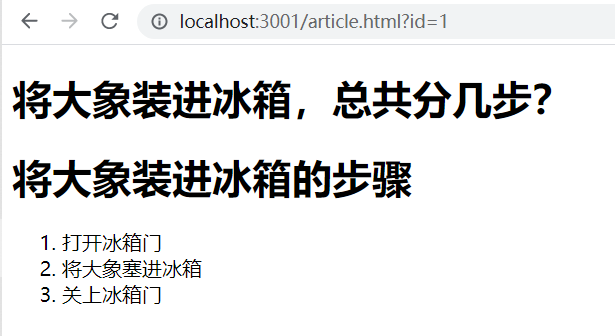 localhost:3001/article.html?id=1
将大象装进冰箱，总共分几步？
将大象装进冰箱的步骤
1. 打开冰箱门
2. 将大象塞进冰箱
3. 关上冰箱门